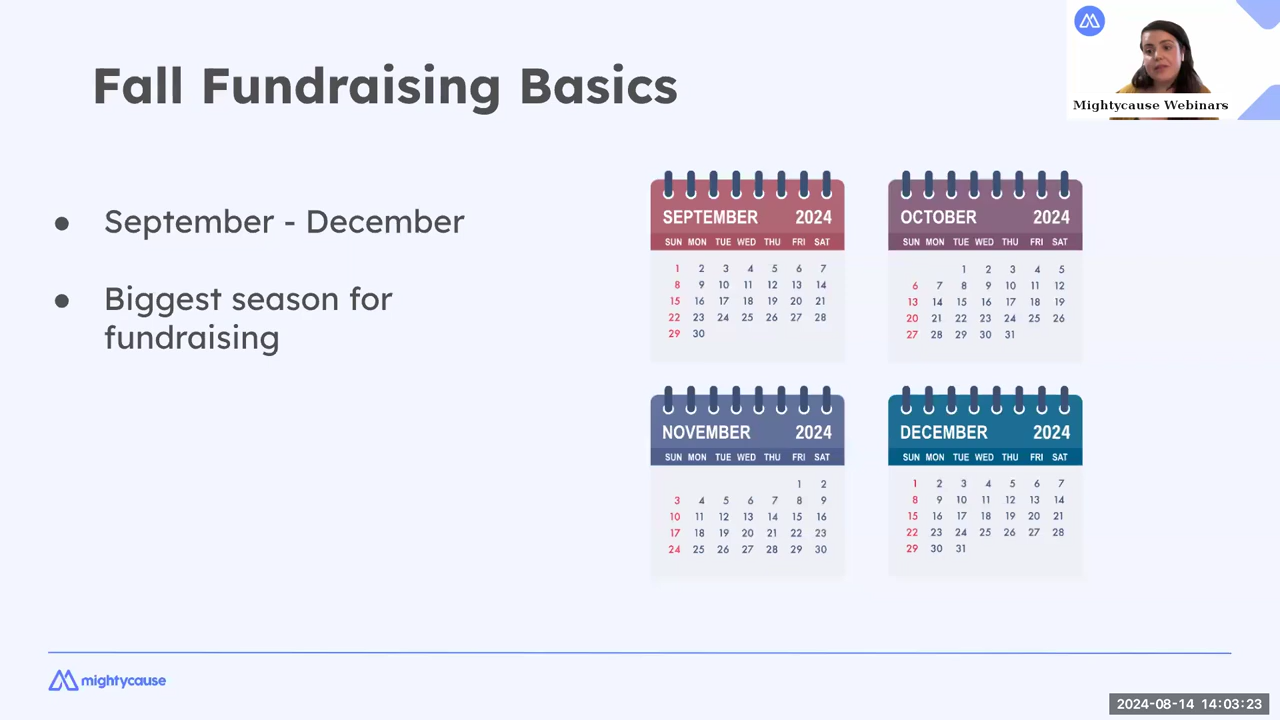 Fall Fundraising Basics
Mightycause Webinars
● September - December
● Biggest season for
fundraising
SEPTEMBER 2024
SUN MON TUE WED THU FRI SAT
1 2 3 4 5 6 7
8 9 10 11 12 13 14
15 16 17 18 19 20 21
22 23 24 25 26 27 28
29 30
OCTOBER 2024
SUN MON TUE WED THU FRI SAT
1 2 3 4 5
6 7 8 9 10 11 12
13 14 15 16 17 18 19
20 21 22 23 24 25 26
27 28 29 30 31
NOVEMBER 2024
SUN MON TUE WED THU FRI SAT
1 2
3 4 5 6 7 8 9
10 11 12 13 14 15 16
17 18 19 20 21 22 23
24 25 26 27 28 29 30
DECEMBER 2024
SUN MON TUE WED THU FRI SAT
1 2 3 4 5 6 7
8 9 10 11 12 13 14
15 16 17 18 19 20 21
22 23 24 25 26 27 28
29 30 31
mightycause
2024-08-14 14:03:23